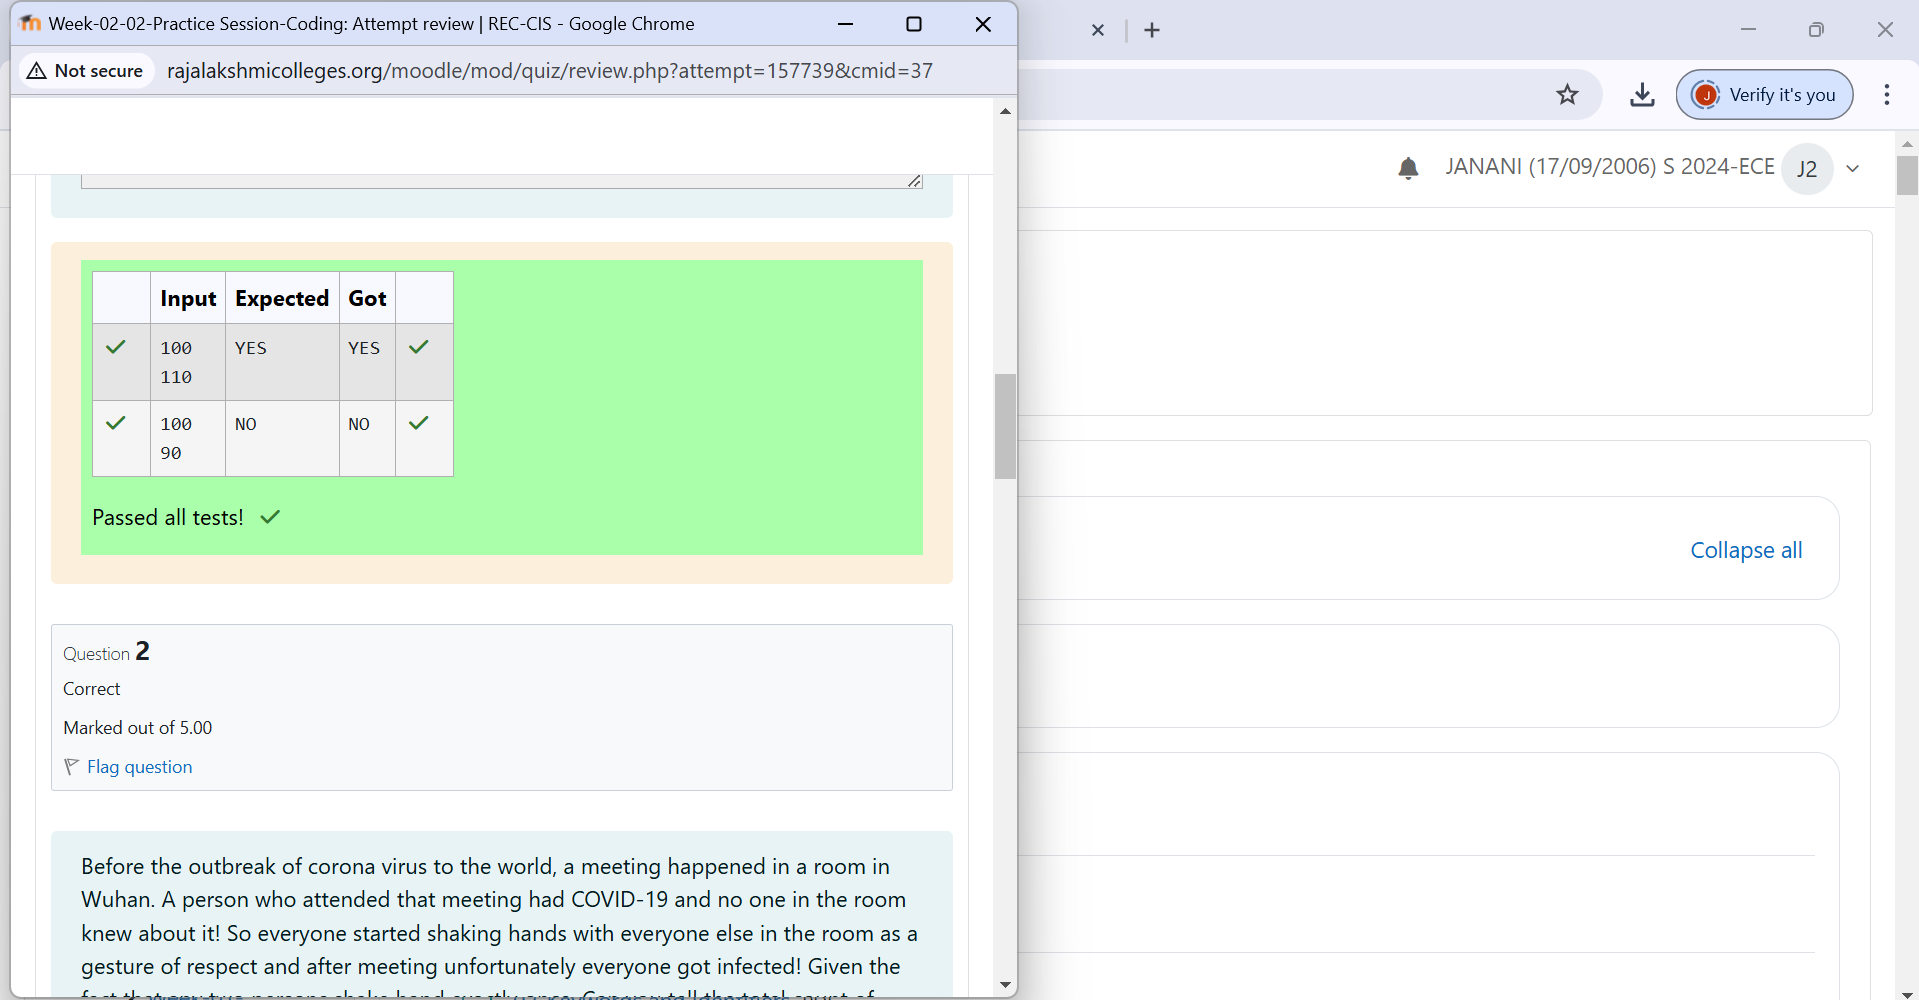 Week-02-02-Practice Session-Coding: Attempt review | REC-CIS - Google Chrome
Not secure rajalakshmicolleges.org/moodle/mod/quiz/review.php?attempt=157739&cmid=37
Verify it's you
JANANI (17/09/2006) S 2024-ECE J2
Input Expected Got
100 YES YES
110
100 NO NO
90
Passed all tests!
Collapse all
Question 2
Correct
Marked out of 5.00
Flag question
Before the outbreak of corona virus to the world, a meeting happened in a room in
Wuhan. A person who attended that meeting had COVID-19 and no one in the room
knew about it! So everyone started shaking hands with everyone else in the room as a
gesture of respect and after meeting unfortunately everyone got infected! Given the